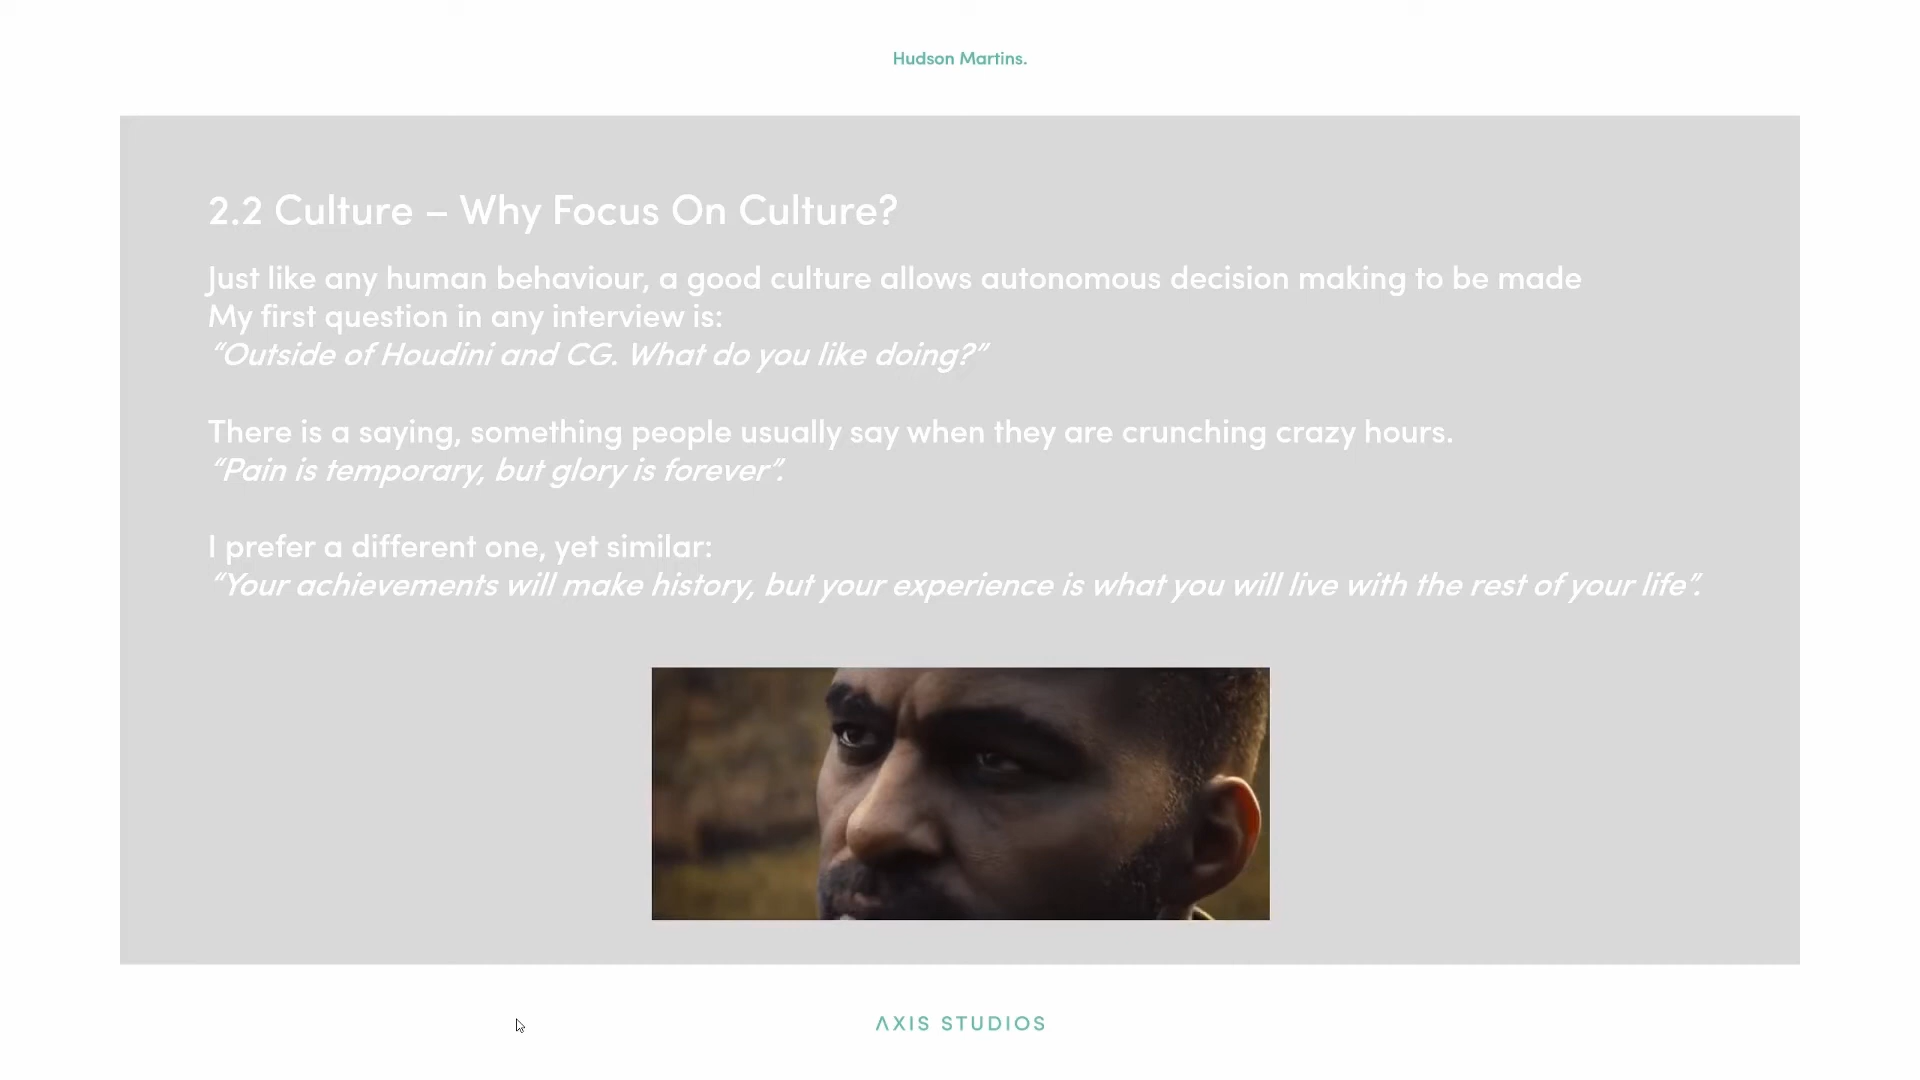 Hudson Martins.
2.2 Culture – Why Focus On Culture?
Just like any human behaviour, a good culture allows autonomous decision making to be made
My first question in any interview is:
“Outside of Houdini and CG. What do you like doing?”
There is a saying, something people usually say when they are crunching crazy hours.
“Pain is temporary, but glory is forever”.
I prefer a different one, yet similar:
“Your achievements will make history, but your experience is what you will live with the rest of your life”.
AXIS STUDIOS